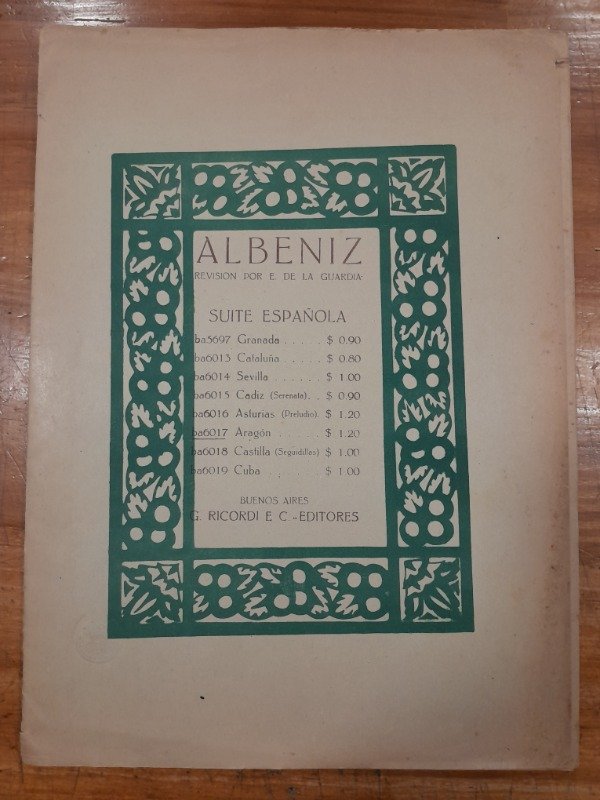 ALBENIZ
REVISION POR E. DE LA GUARDIA
SUITE ESPAÑOLA
ba5697 Granada . . . . . $ 0.90
ba6013 Cataluña . . . . $ 0.80
ba6014 Sevilla . . . . . . $ 1.00
ba6015 Cadiz (Serenata) . . $ 0.90
ba6016 Asturias (Preludio) . $ 1.20
ba6017 Aragón . . . . . . $ 1.20
ba6018 Castilla (Seguidillas) $ 1.00
ba6019 Cuba . . . . . . $ 1.00
BUENOS AIRES
G. RICORDI E C. - EDITORES